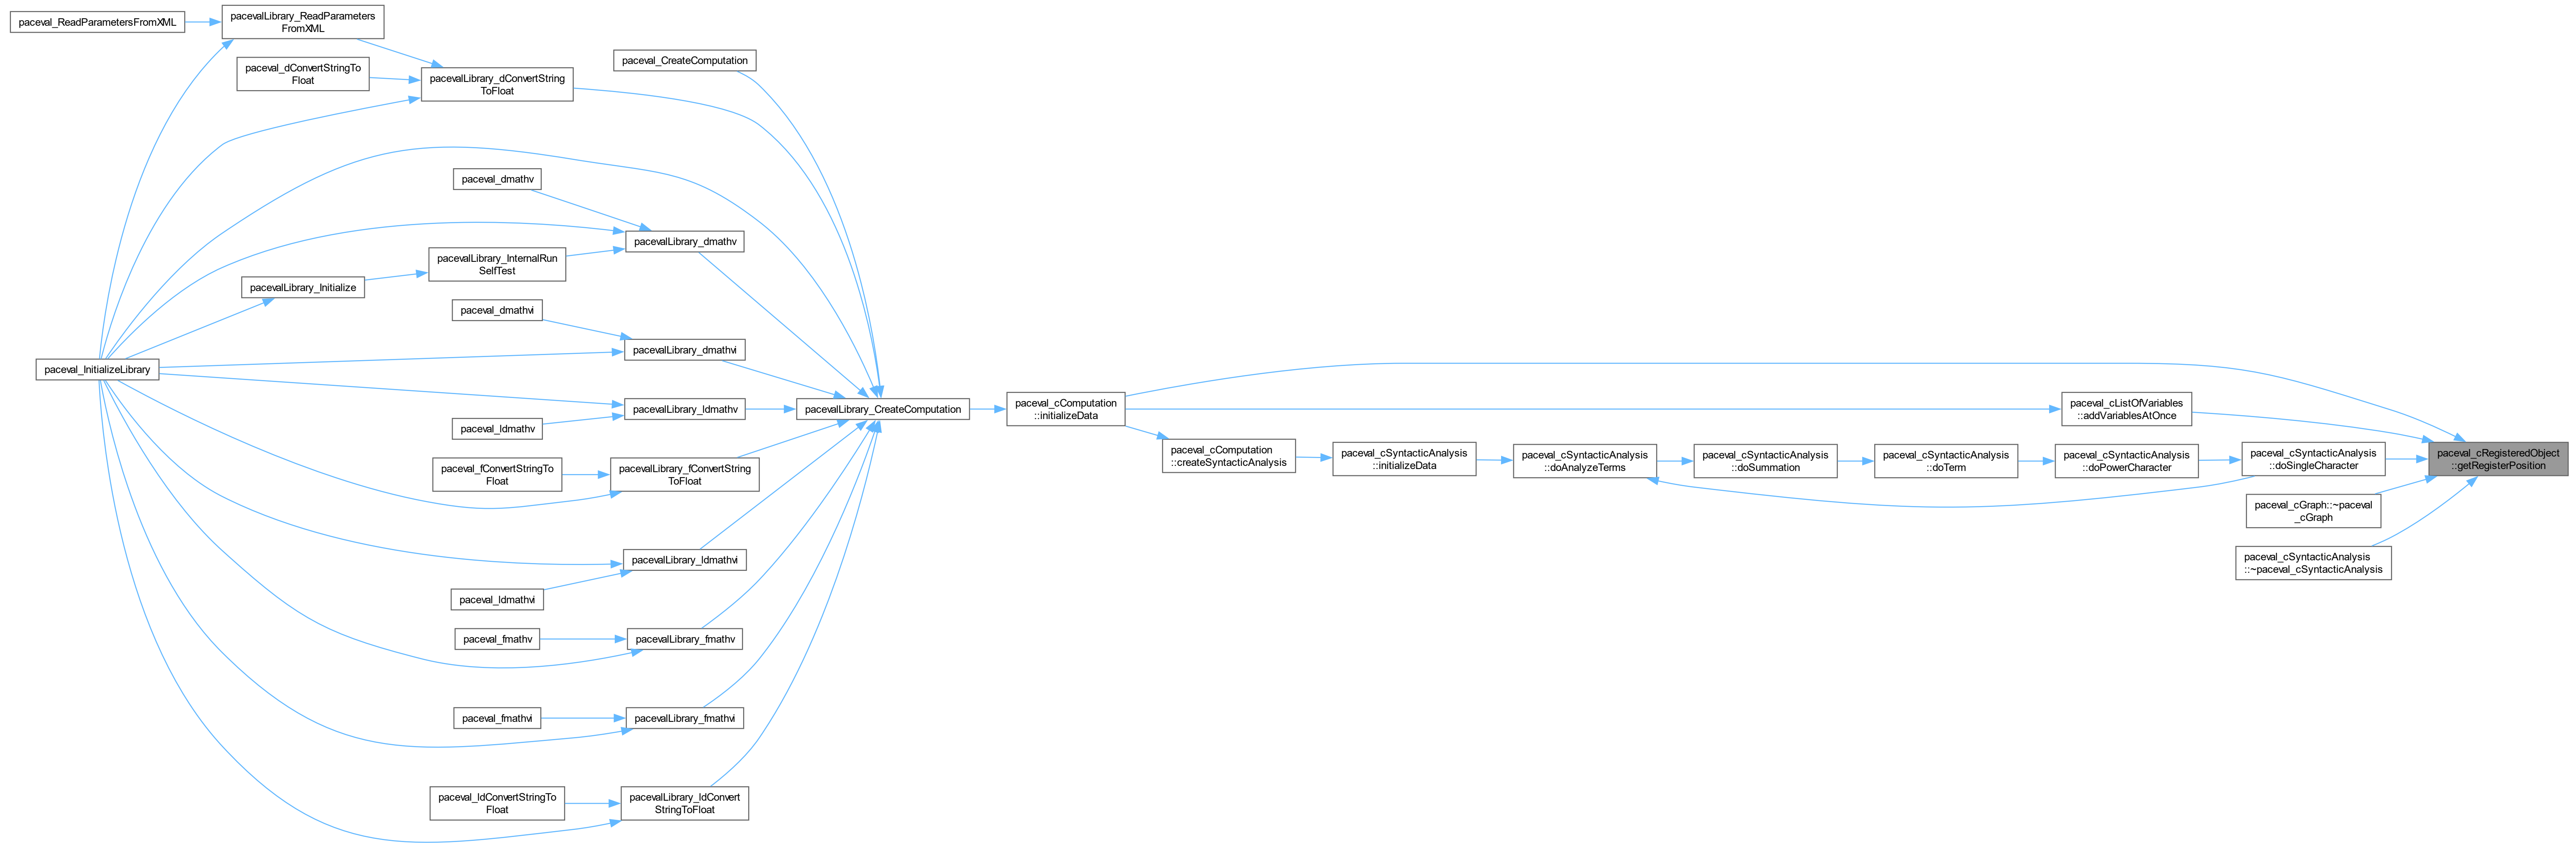 paceval_ReadParametersFromXML
pacevalLibrary_ReadParameters
FromXML
paceval_dConvertStringTo
Float
pacevalLibrary_dConvertString
ToFloat
paceval_CreateComputation
paceval_dmathv
pacevalLibrary_dmathv
pacevalLibrary_InternalRun
SelfTest
pacevalLibrary_Initialize
paceval_dmathvi
pacevalLibrary_dmathvi
paceval_InitializeLibrary
pacevalLibrary_ldmathv
paceval_ldmathv
pacevalLibrary_CreateComputation
paceval_cComputation
::initializeData
paceval_cListOfVariables
::addVariablesAtOnce
paceval_cComputation
::createSyntacticAnalysis
paceval_cSyntacticAnalysis
::initializeData
paceval_cSyntacticAnalysis
::doAnalyzeTerms
paceval_cSyntacticAnalysis
::doSummation
paceval_cSyntacticAnalysis
::doTerm
paceval_cSyntacticAnalysis
::doPowerCharacter
paceval_cSyntacticAnalysis
::doSingleCharacter
paceval_cRegisteredObject
::getRegisterPosition
paceval_cGraph::~paceval
_cGraph
paceval_cSyntacticAnalysis
::~paceval_cSyntacticAnalysis
paceval_fConvertStringTo
Float
pacevalLibrary_fConvertString
ToFloat
pacevalLibrary_ldmathvi
paceval_ldmathvi
paceval_fmathv
pacevalLibrary_fmathv
paceval_fmathvi
pacevalLibrary_fmathvi
paceval_ldConvertStringTo
Float
pacevalLibrary_ldConvert
StringToFloat